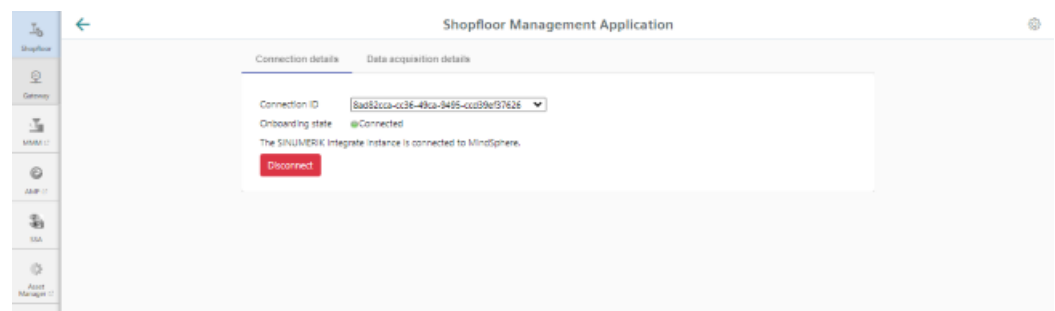 Shopfloor Management Application
Shopfloor
Gateway
MMM
AMP
SSA
Asset
Manager
Connection details Data acquisition details
Connection ID 8ad82cca-cc36-49ca-9495-ccd39ef37626
Onboarding state Connected
The SINUMERIK Integrate instance is connected to MindSphere.
Disconnect